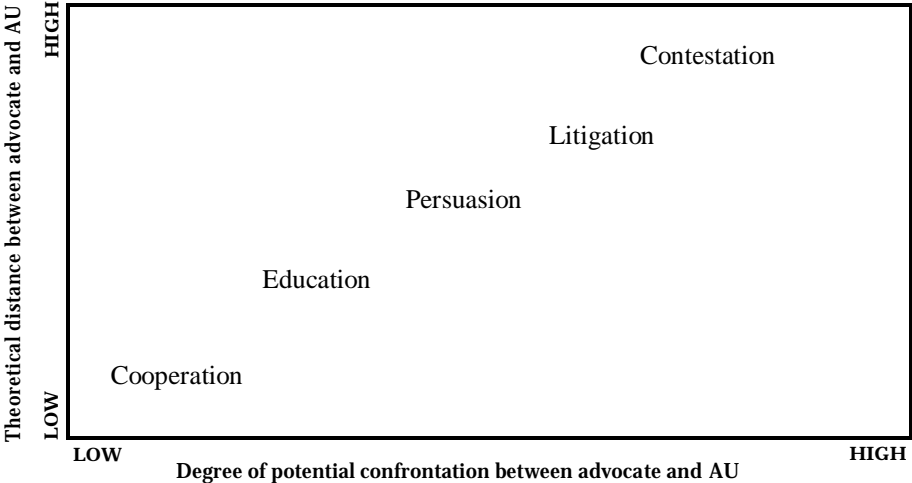 Theoretical distance between advocate and AU
HIGH
Contestation
Litigation
Persuasion
Education
Cooperation
LOW
LOW
HIGH
Degree of potential confrontation between advocate and AU